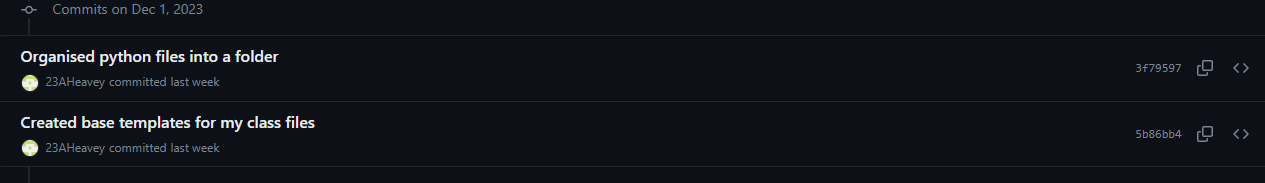 Commits on Dec 1, 2023
Organised python files into a folder
23AHeavey committed last week
3f79597
Created base templates for my class files
23AHeavey committed last week
5b86bb4